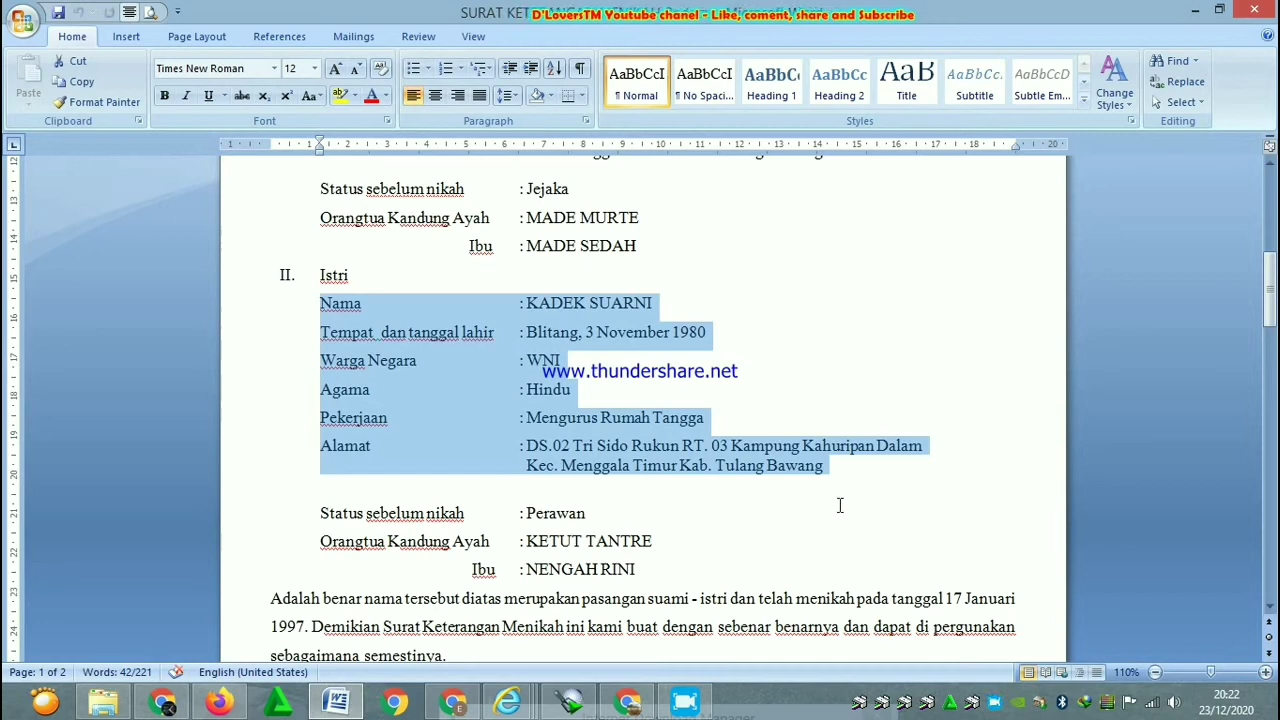 SURAT KET
D'LoversTM Youtube chanel - Like, coment, share and Subscribe
Home Insert Page Layout References Mailings Review View
Paste
Cut
Copy
Format Painter
Clipboard
Times New Roman 12
Font
Paragraph
AaBbCcI AaBbCcI AaBbC AaBbCc AaB AaBbCc. AaBbCc.
¶ Normal ¶ No Spaci... Heading 1 Heading 2 Title Subtitle Subtle Em...
Change Styles
Styles
Find
Replace
Select
Editing
Status sebelum nikah : Jejaka
Orangtua Kandung Ayah : MADE MURTE
Ibu : MADE SEDAH
II. Istri
Nama : KADEK SUARNI
Tempat dan tanggal lahir : Blitang, 3 November 1980
Warga Negara : WNI
www.thundershare.net
Agama : Hindu
Pekerjaan : Mengurus Rumah Tangga
Alamat : DS.02 Tri Sido Rukun RT. 03 Kampung Kahuripan Dalam
Kec. Menggala Timur Kab. Tulang Bawang
Status sebelum nikah : Perawan
Orangtua Kandung Ayah : KETUT TANTRE
Ibu : NENGAH RINI
Adalah benar nama tersebut diatas merupakan pasangan suami - istri dan telah menikah pada tanggal 17 Januari
1997. Demikian Surat Keterangan Menikah ini kami buat dengan sebenar benarnya dan dapat di pergunakan
sebagaimana semestinya.
Page: 1 of 2 Words: 42/221 English (United States) 110%
20:22
23/12/2020